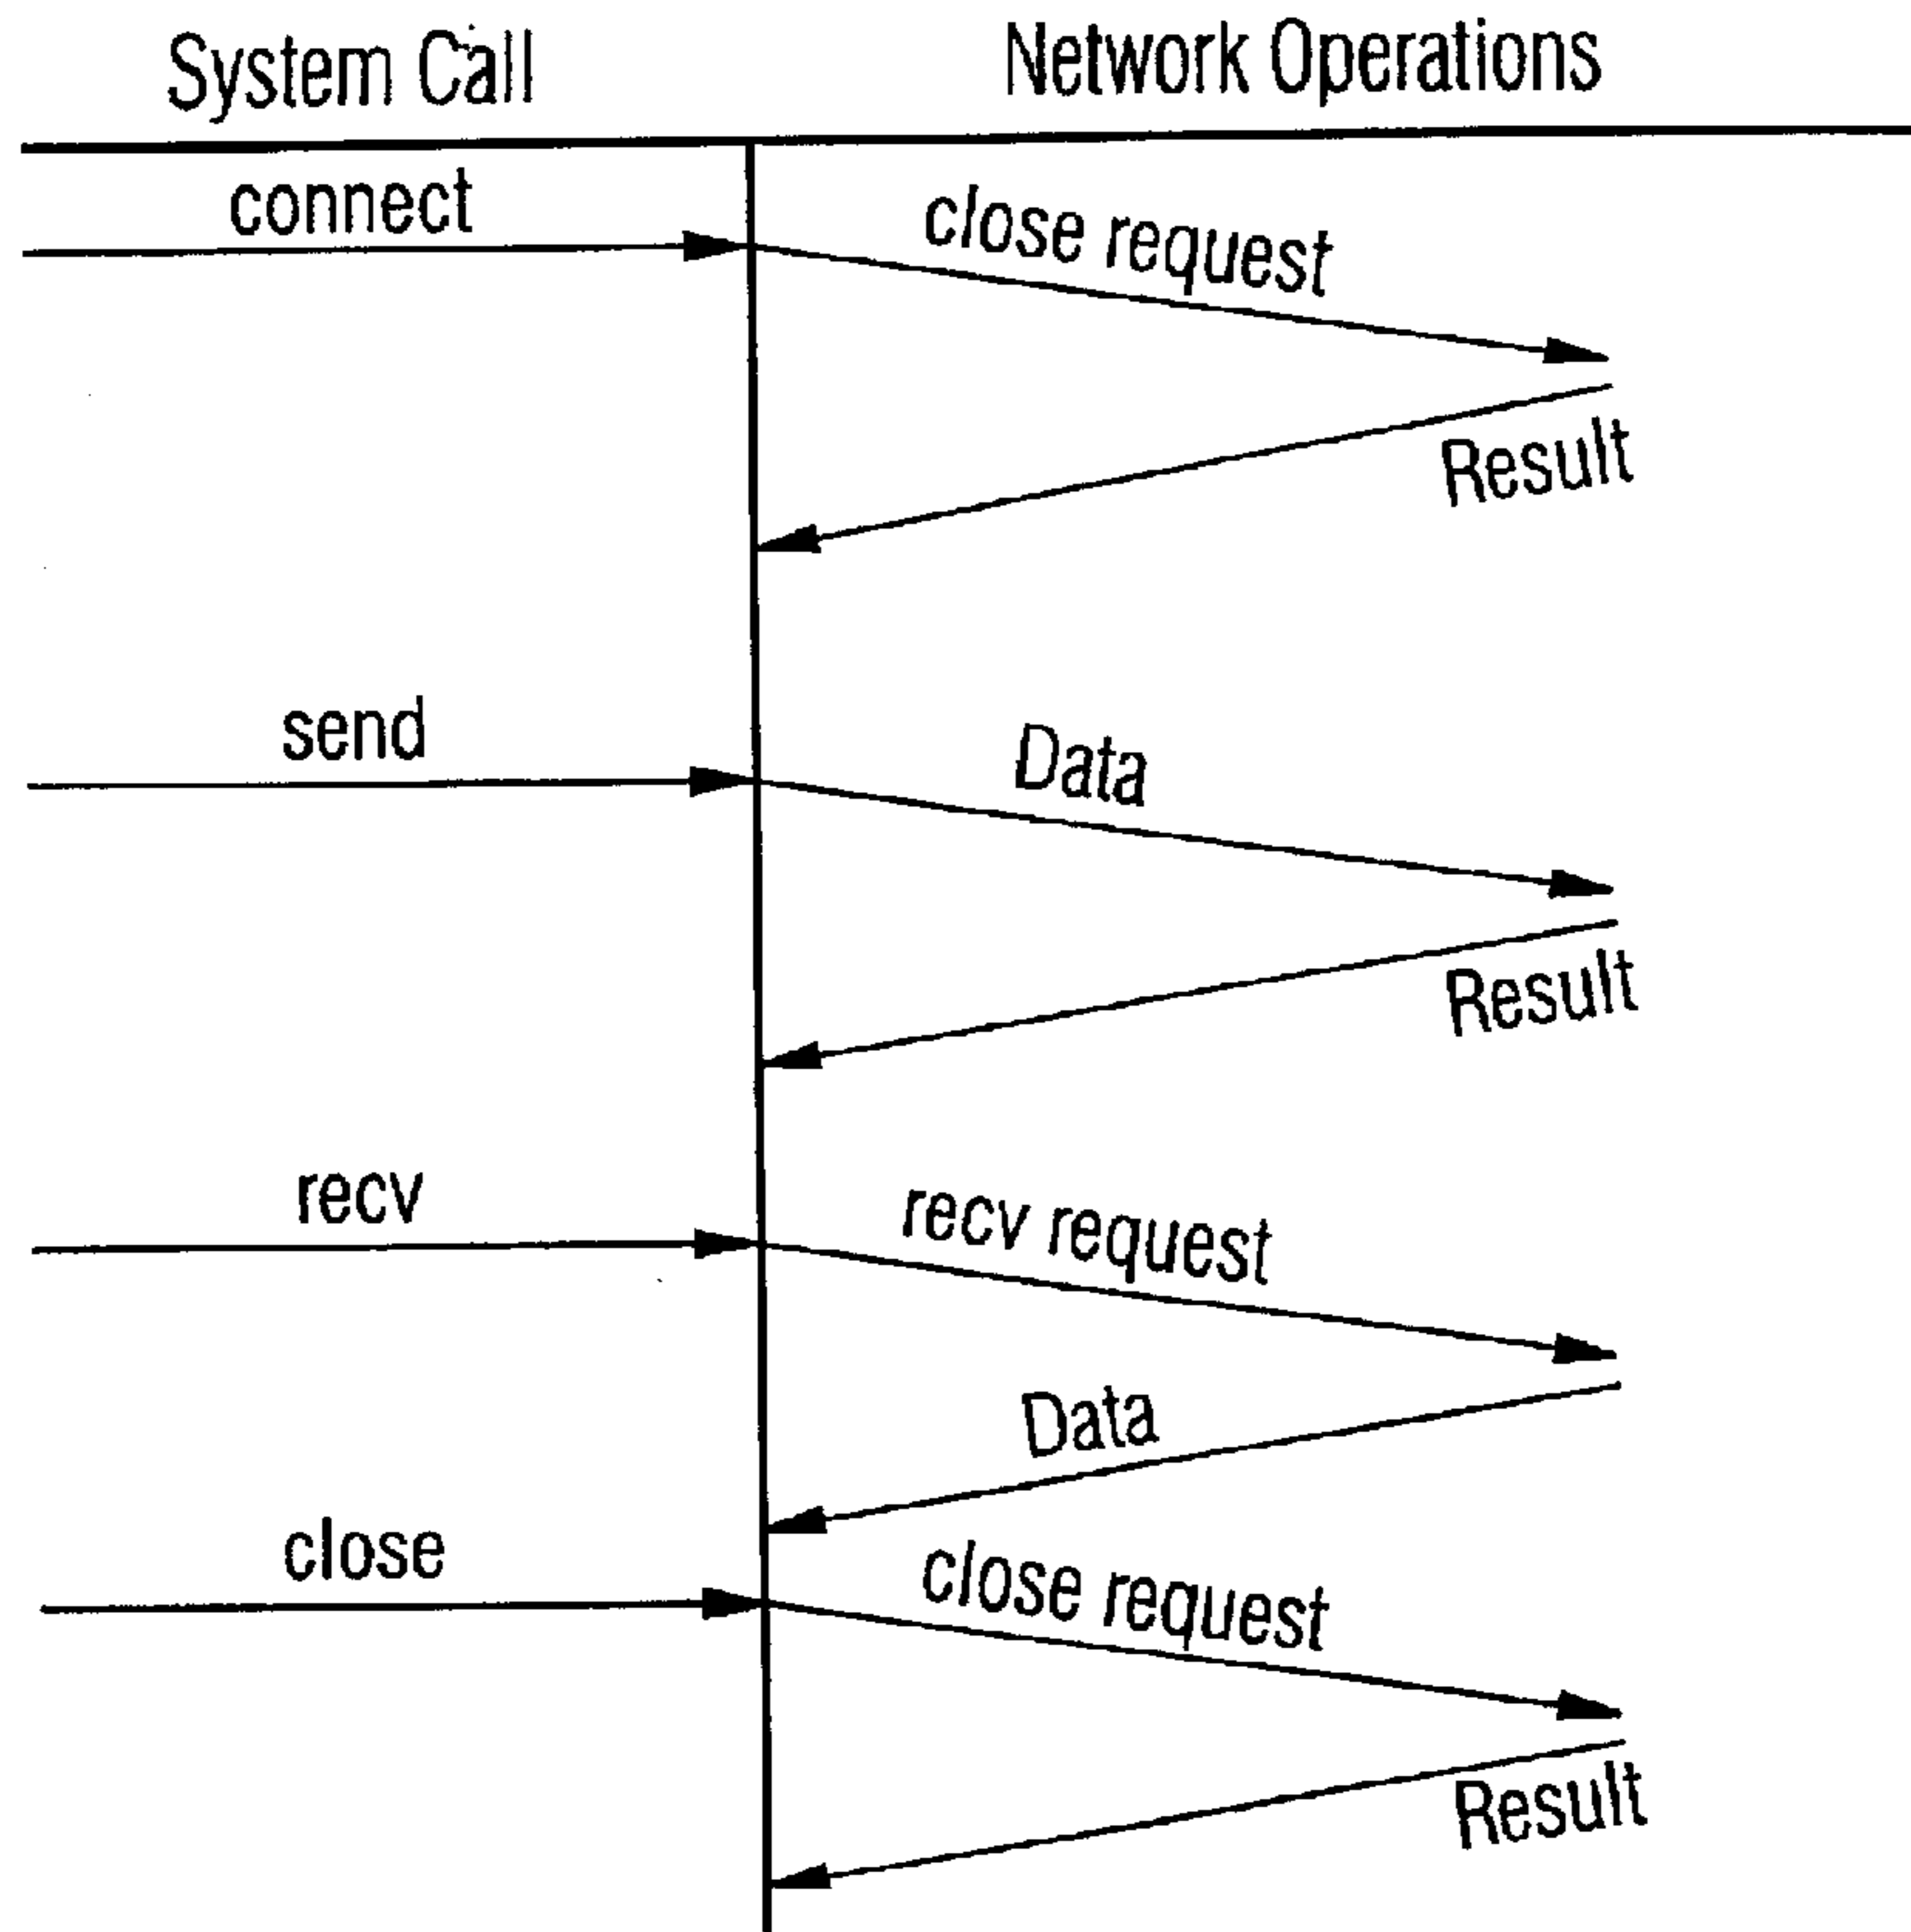 System Call
Network Operations
connect
close request
Result
send
Data
Result
recv
recv request
Data
close
close request
Result